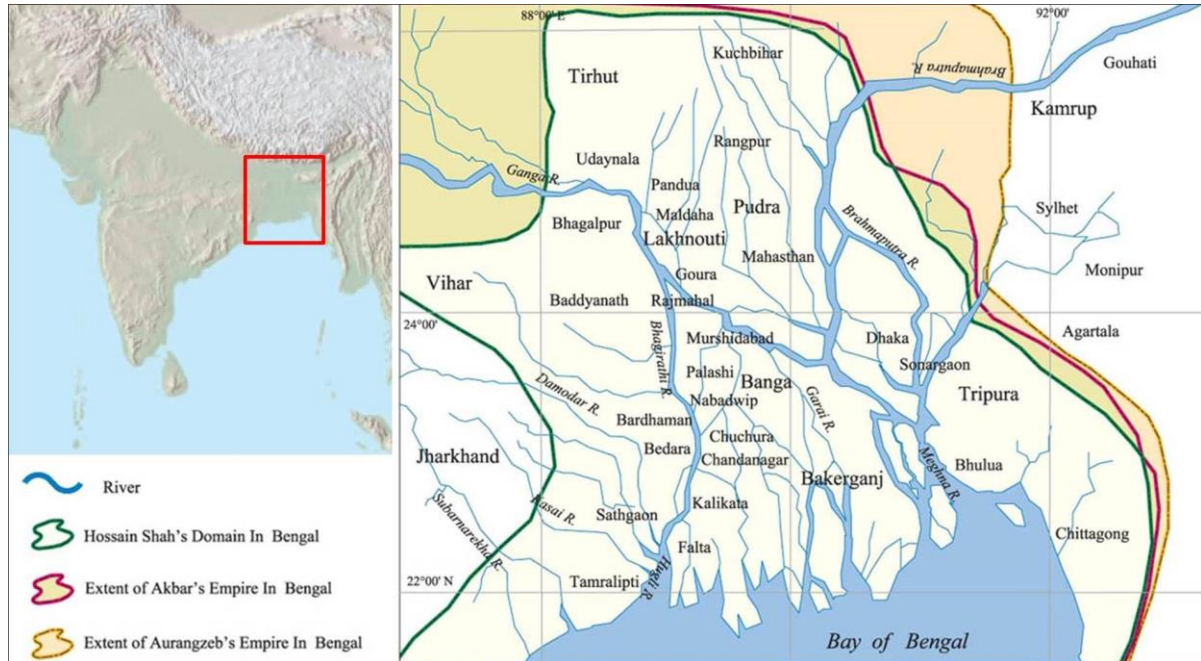 88°00' E
92°00'
Kuchbihar
Brahmaputra R.
Gouhati
Tirhut
Kamrup
Rangpur
Udaynala
Ganga R.
Pandua
Maldaha
Pudra
Sylhet
Bhagalpur
Lakhnouti
Brahmaputra R.
Mahasthan
Monipur
Goura
Vihar
Baddyanath
Rajmahal
24°00'
Bhagirathi R.
Murshidabad
Dhaka
Agartala
Sonargaon
Palashi
Banga
Damodar R.
Nabadwip
Garai R.
Tripura
Bardhaman
Chuchura
Bedara
Chandanagar
Jharkhand
Bakerganj
Meghna R.
Bhulua
Subarnarekha R.
Kasai R.
Sathgaon
Kalikata
Chittagong
Falta
22°00' N
Tamralipti
Hugli R.
Bay of Bengal
River
Hossain Shah's Domain In Bengal
Extent of Akbar's Empire In Bengal
Extent of Aurangzeb's Empire In Bengal